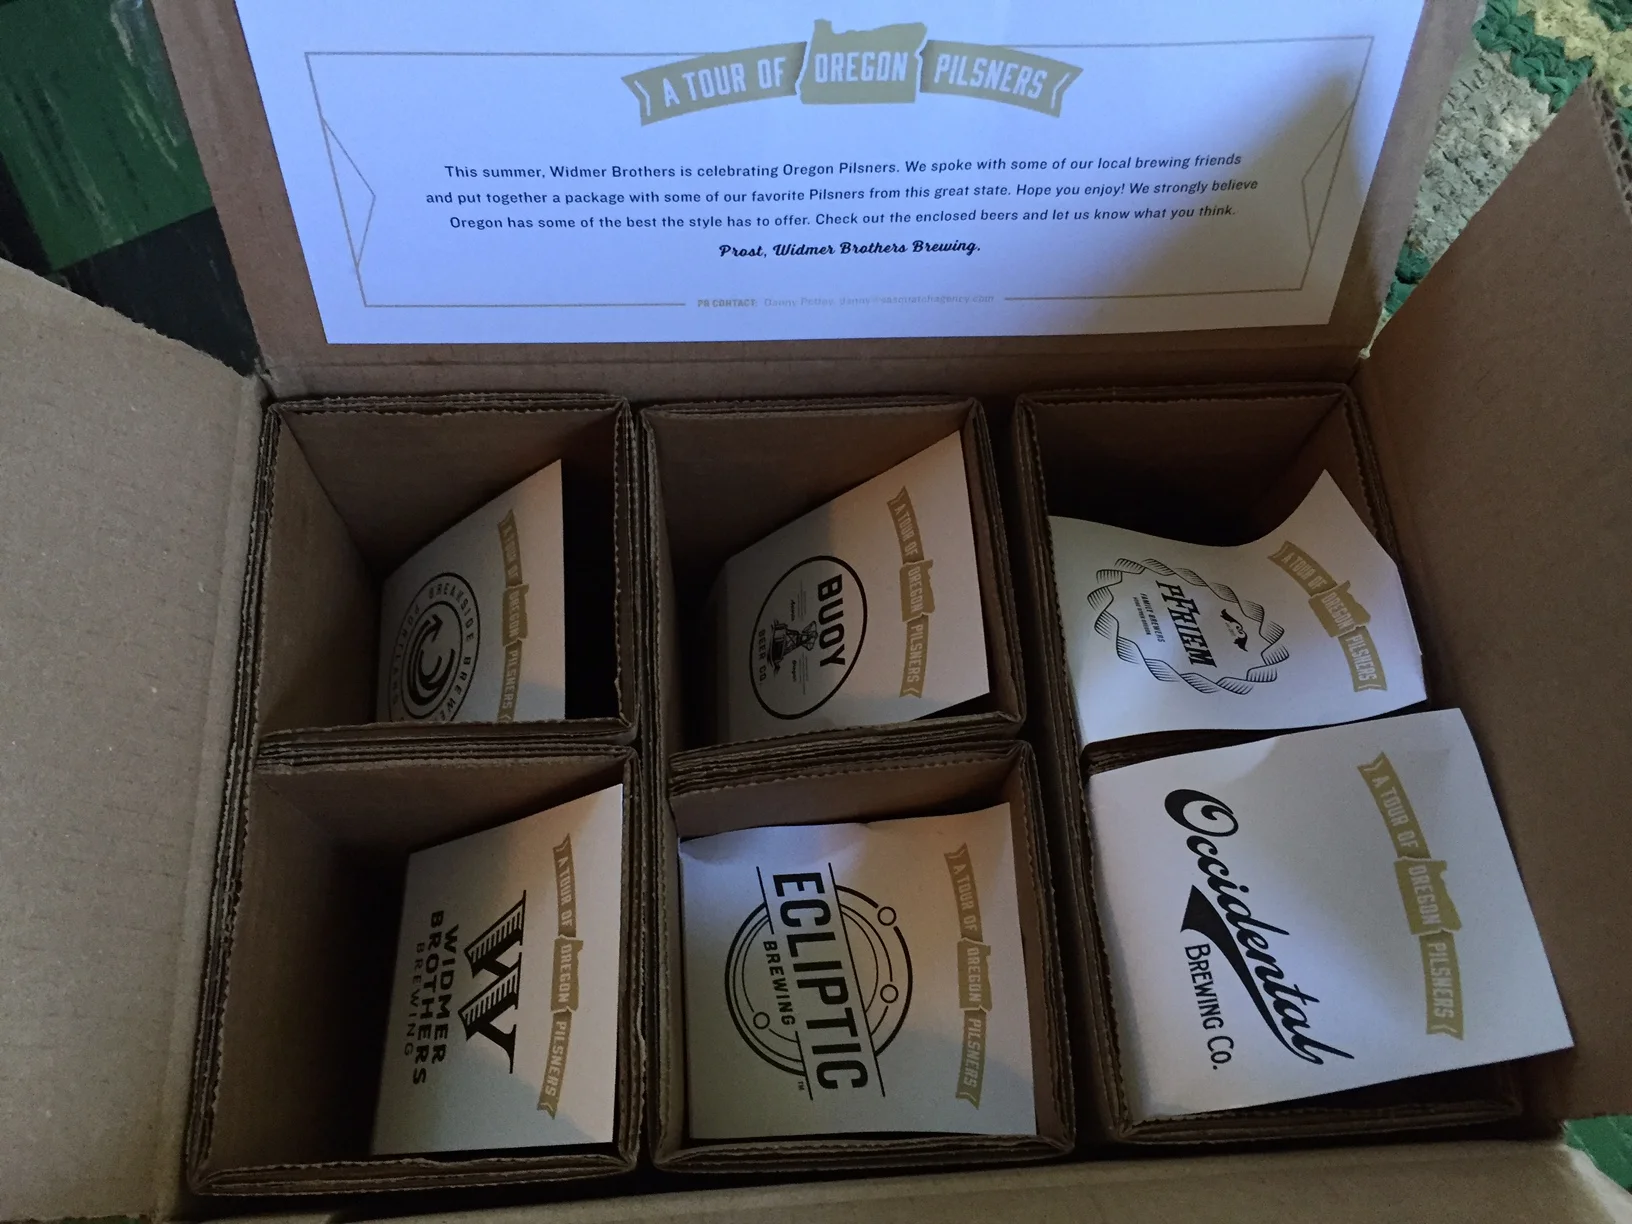 A TOUR OF OREGON PILSNERS
This summer, Widmer Brothers is celebrating Oregon Pilsners. We spoke with some of our local brewing friends
and put together a package with some of our favorite Pilsners from this great state. Hope you enjoy! We strongly believe
Oregon has some of the best the style has to offer. Check out the enclosed beers and let us know what you think.
Prost, Widmer Brothers Brewing.
PR CONTACT: Danny
A TOUR OF OREGON PILSNERS
BREAKSIDE
A TOUR OF OREGON PILSNERS
BUOY
BEER CO.
A TOUR OF OREGON PILSNERS
pFRIEM
FAMILY BREWERS
A TOUR OF OREGON PILSNERS
W
WIDMER
BROTHERS
BREWING
A TOUR OF OREGON PILSNERS
ECLIPTIC
BREWING
TM
A TOUR OF OREGON PILSNERS
Occidental
BREWING CO.